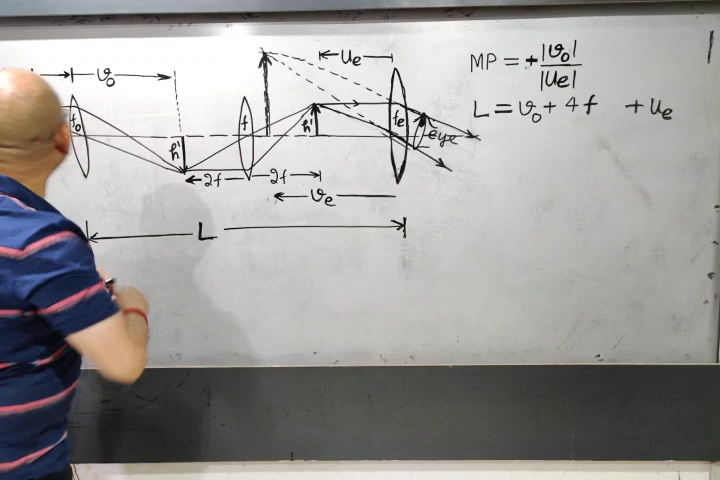 MP = + |v₀| / |uₑ|
L = v₀ + 4f + uₑ
v₀
uₑ
f₀
f
fₑ
h'
h'
eye
2f
2f
vₑ
L